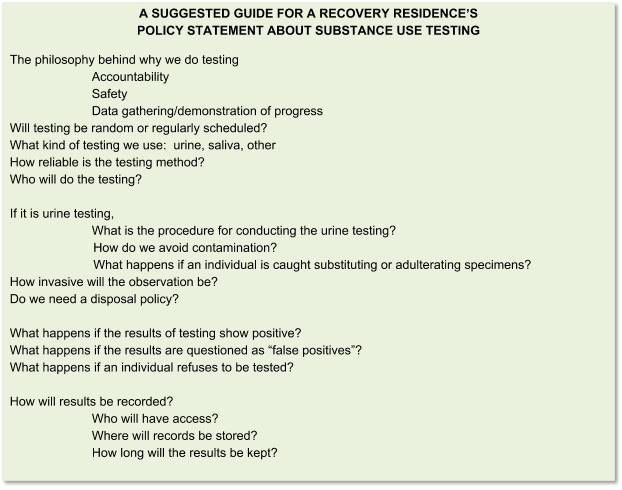 A SUGGESTED GUIDE FOR A RECOVERY RESIDENCE'S
POLICY STATEMENT ABOUT SUBSTANCE USE TESTING
The philosophy behind why we do testing
Accountability
Safety
Data gathering/demonstration of progress
Will testing be random or regularly scheduled?
What kind of testing we use:  urine, saliva, other
How reliable is the testing method?
Who will do the testing?
If it is urine testing,
What is the procedure for conducting the urine testing?
How do we avoid contamination?
What happens if an individual is caught substituting or adulterating specimens?
How invasive will the observation be?
Do we need a disposal policy?
What happens if the results of testing show positive?
What happens if the results are questioned as “false positives”?
What happens if an individual refuses to be tested?
How will results be recorded?
Who will have access?
Where will records be stored?
How long will the results be kept?